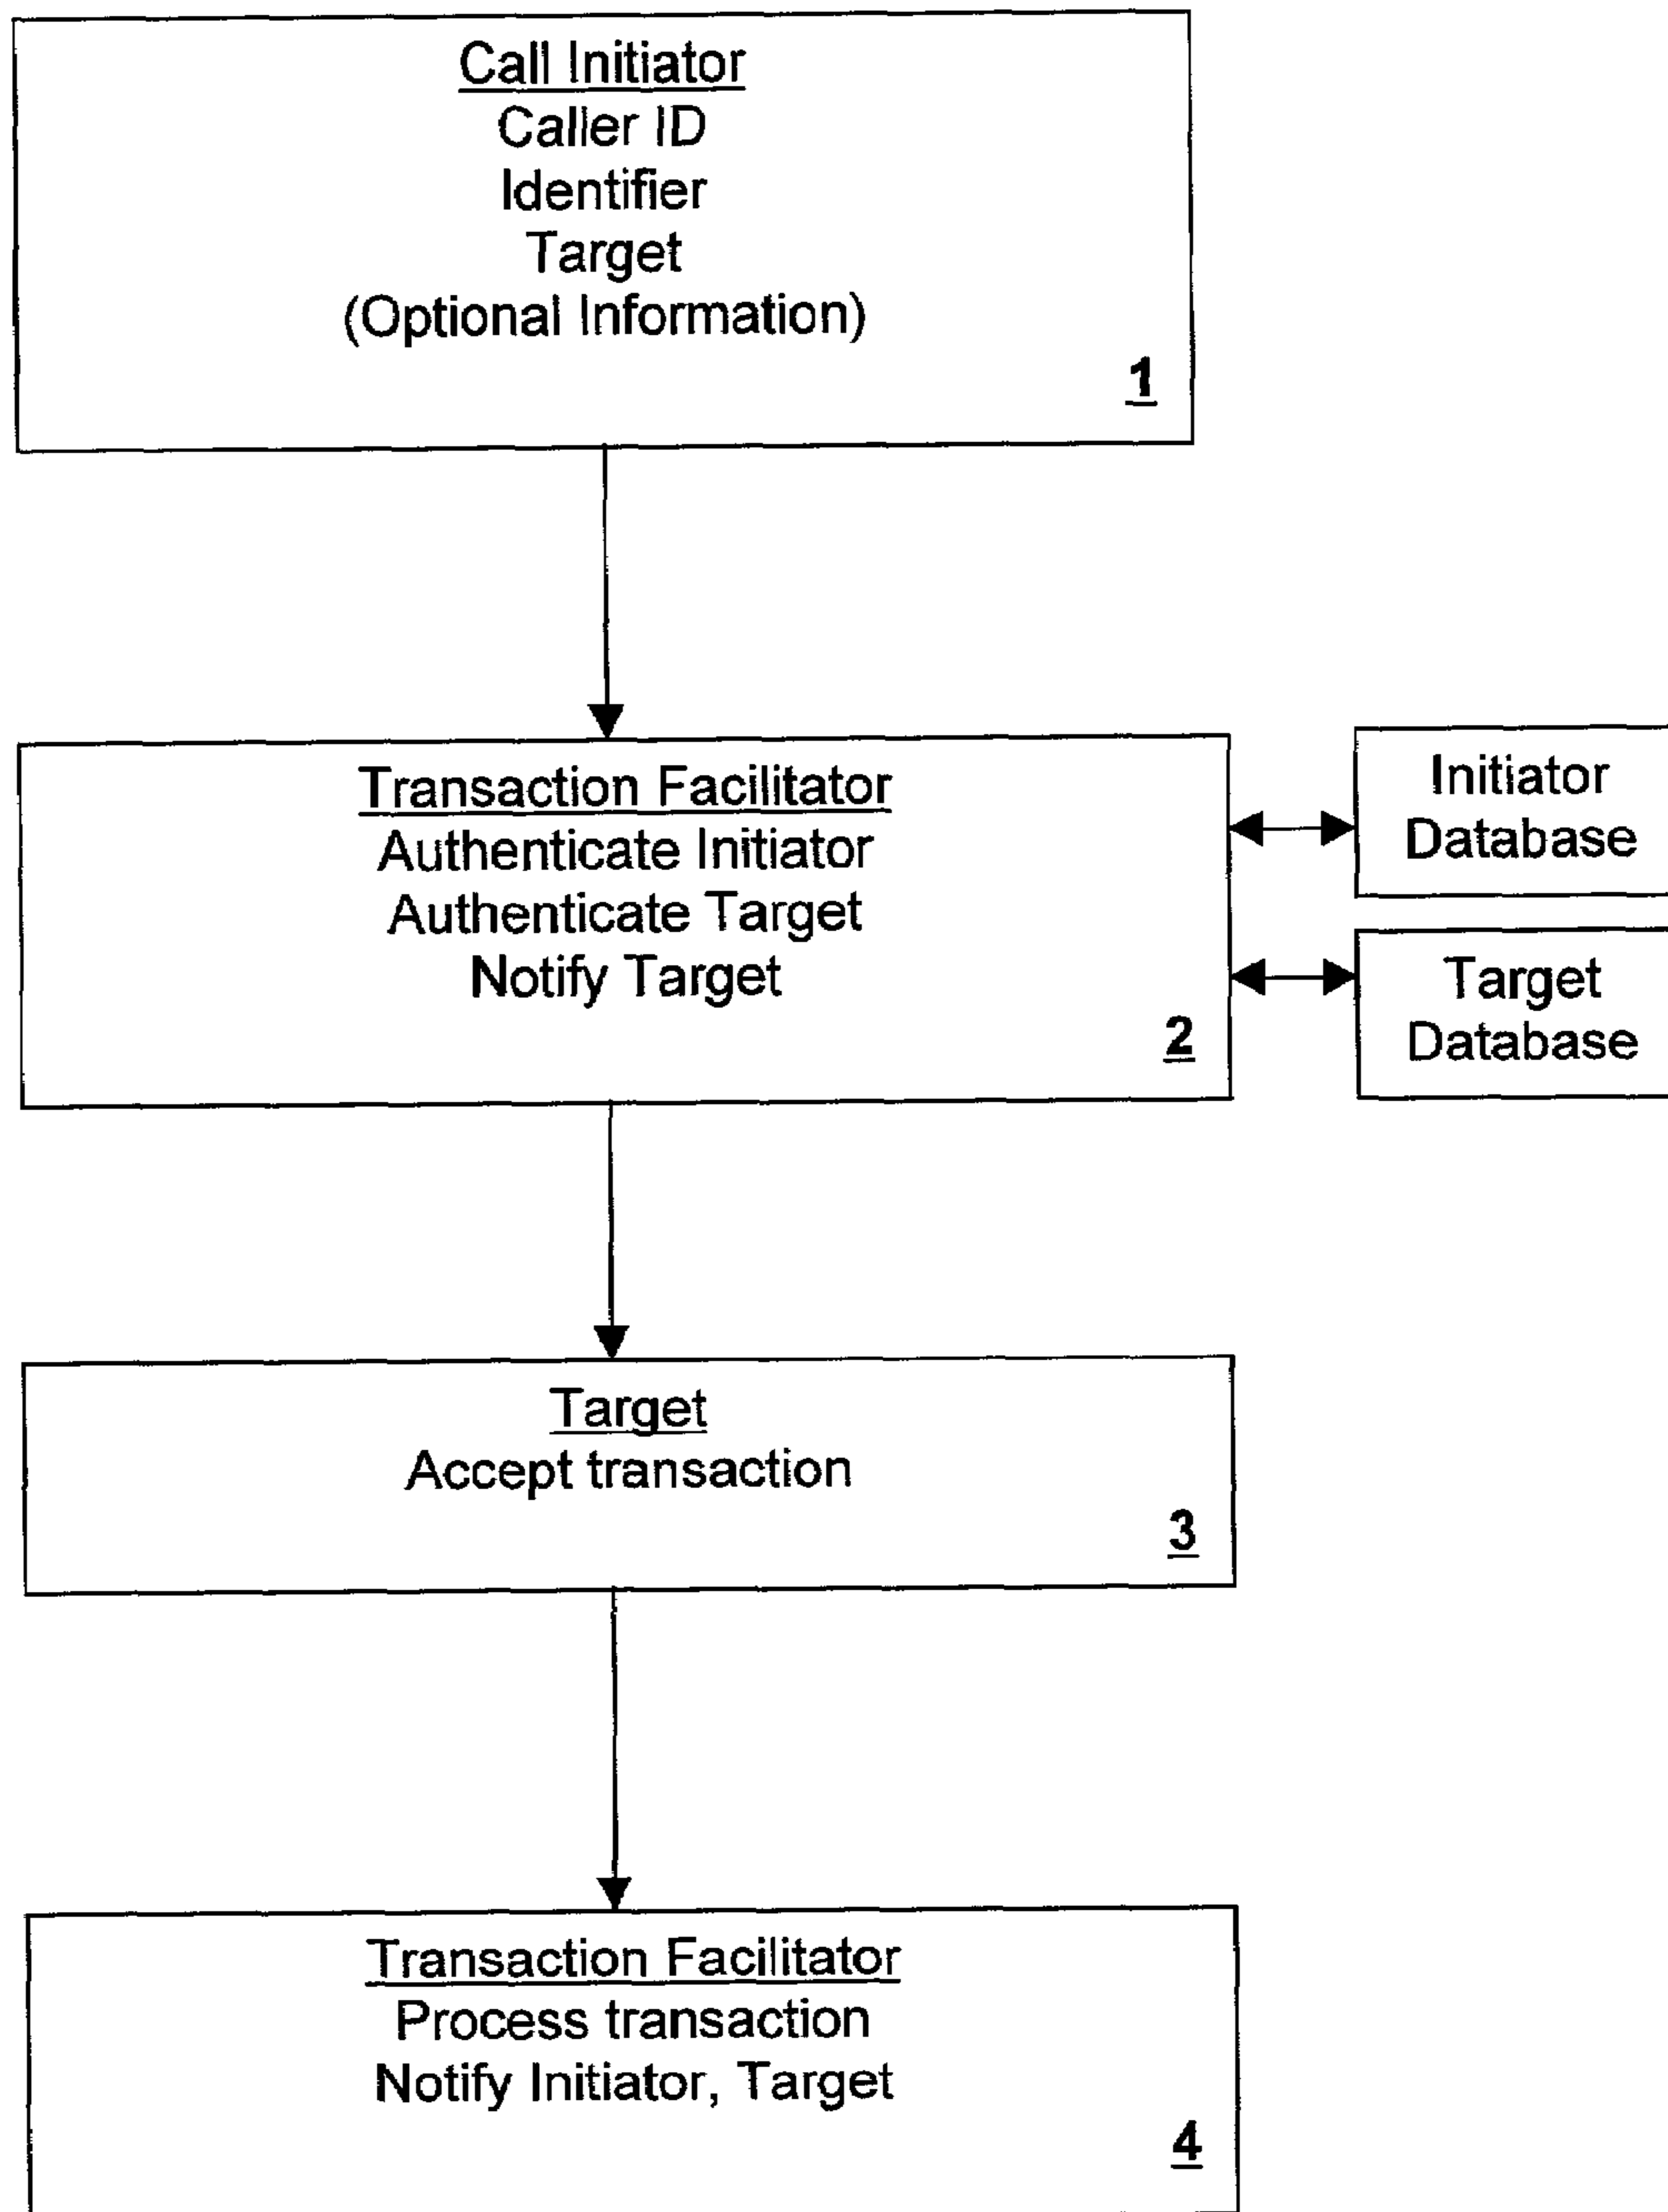 Call Initiator
Caller ID
Identifier
Target
(Optional Information)
1
Transaction Facilitator
Authenticate Initiator
Authenticate Target
Notify Target
2
Initiator
Database
Target
Database
Target
Accept transaction
3
Transaction Facilitator
Process transaction
Notify Initiator, Target
4